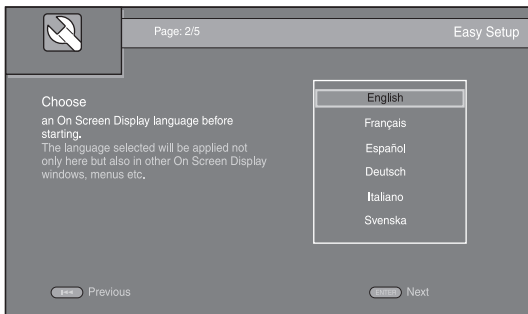 Page: 2/5
Easy Setup
Choose
an On Screen Display language before
starting.
The language selected will be applied not
only here but also in other On Screen Display
windows, menus etc.
English
Français
Español
Deutsch
Italiano
Svenska
Previous
ENTER Next